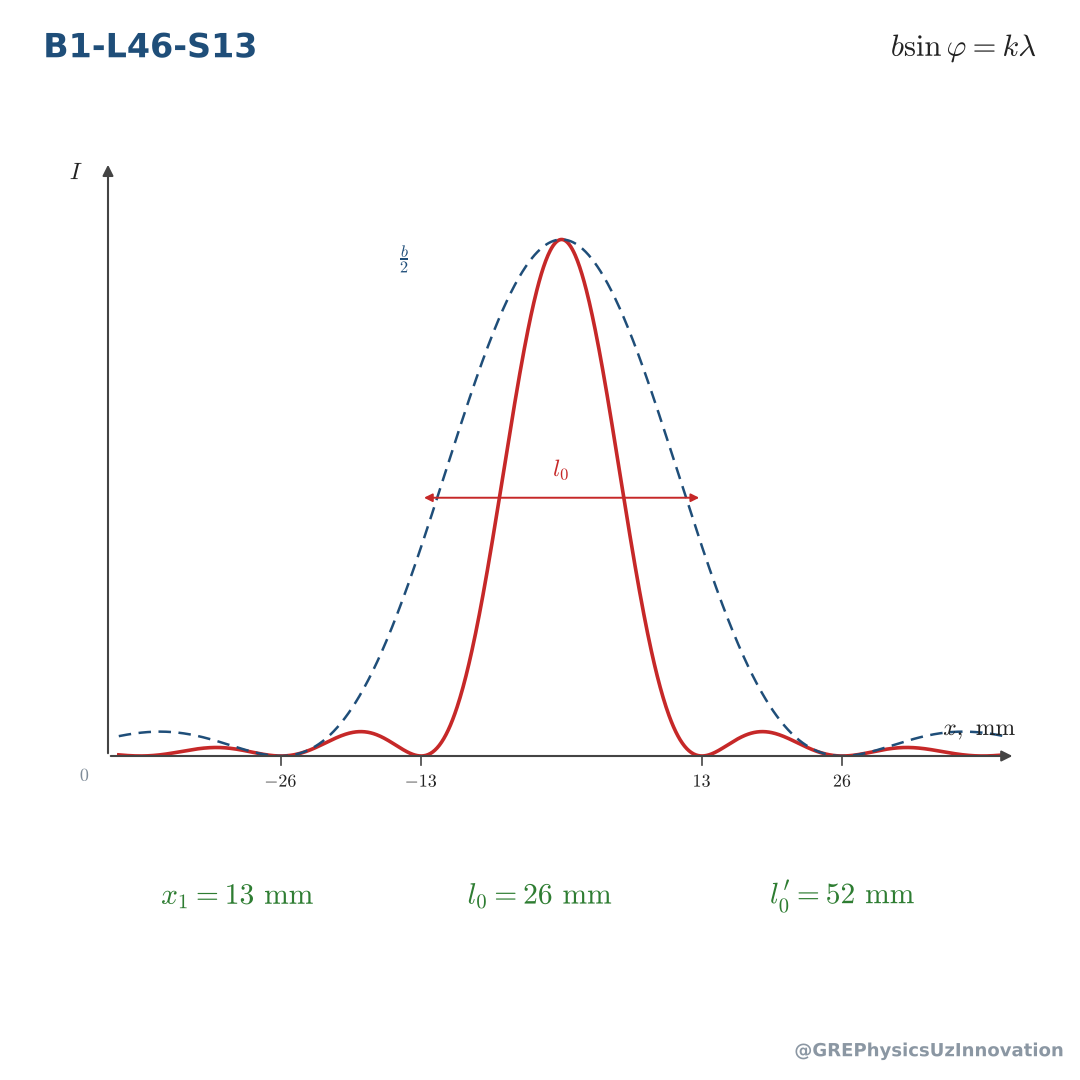 B1-L46-S13
b sin φ = kλ
I
b/2
l₀
x, mm
0
−26
−13
13
26
x₁ = 13 mm
l₀ = 26 mm
l₀′ = 52 mm
@GREPhysicsUzInnovation